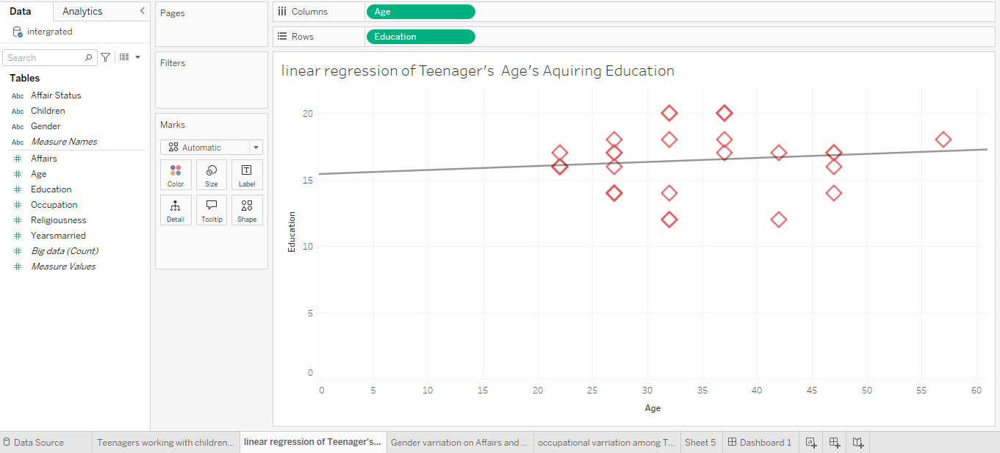 Data
Analytics
intergrated
Search
Tables
Abc Affair Status
Abc Children
Abc Gender
Abc Measure Names
# Affairs
# Age
# Education
# Occupation
# Religiousness
# Yearsmarried
# Big data (Count)
# Measure Values
Pages
Filters
Marks
Automatic
Color Size Label
Detail Tooltip Shape
Columns Age
Rows Education
linear regression of Teenager's  Age's Aquiring Education
Education
20
15
10
5
0
0 5 10 15 20 25 30 35 40 45 50 55 60
Age
Data Source Teenagers working with children... linear regression of Teenager's... Gender varriation on Affairs and ... occupational varriation among T... Sheet 5 Dashboard 1